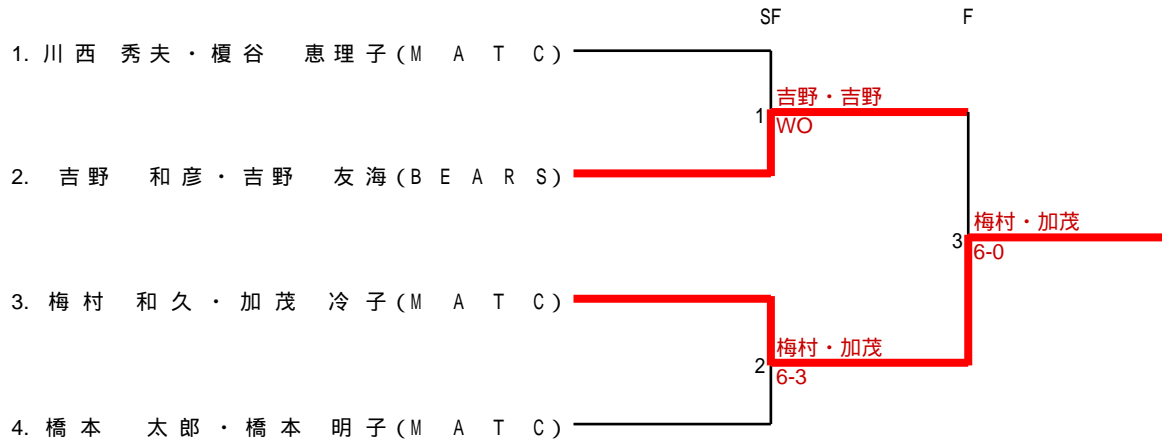 SF F
1. 川西 秀夫・榎谷 恵理子(MATC)
吉野・吉野
1
WO
2. 吉野 和彦・吉野 友海(BEARS)
梅村・加茂
3
6-0
3. 梅村 和久・加茂 冷子(MATC)
梅村・加茂
2
6-3
4. 橋本 太郎・橋本 明子(MATC)